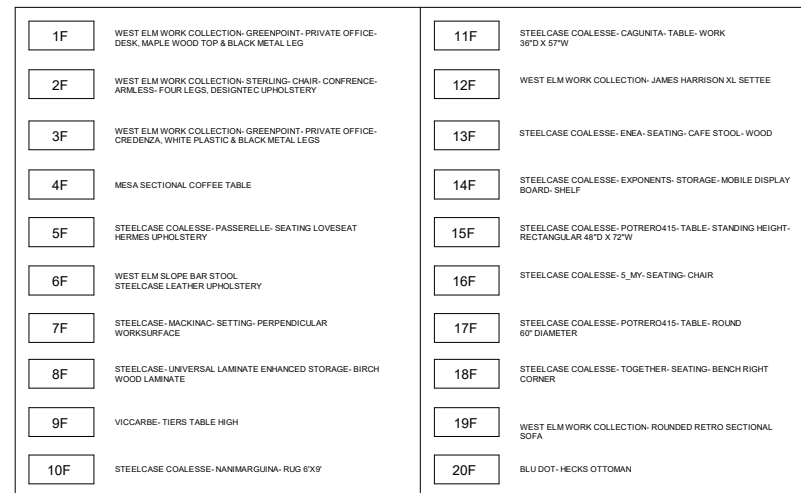 1F
WEST ELM WORK COLLECTION- GREENPOINT- PRIVATE OFFICE-
DESK, MAPLE WOOD TOP & BLACK METAL LEG
2F
WEST ELM WORK COLLECTION- STERLING- CHAIR- CONFRENCE-
ARMLESS- FOUR LEGS, DESIGNTEC UPHOLSTERY
3F
WEST ELM WORK COLLECTION- GREENPOINT- PRIVATE OFFICE-
CREDENZA, WHITE PLASTIC & BLACK METAL LEGS
4F
MESA SECTIONAL COFFEE TABLE
5F
STEELCASE COALESSE- PASSERELLE- SEATING LOVESEAT
HERMES UPHOLSTERY
6F
WEST ELM SLOPE BAR STOOL
STEELCASE LEATHER UPHOLSTERY
7F
STEELCASE- MACKINAC- SETTING- PERPENDICULAR
WORKSURFACE
8F
STEELCASE- UNIVERSAL LAMINATE ENHANCED STORAGE- BIRCH
WOOD LAMINATE
9F
VICCARBE- TIERS TABLE HIGH
10F
STEELCASE COALESSE- NANIMARGUINA- RUG 6'X9'
11F
STEELCASE COALESSE- CAGUNITA- TABLE- WORK
36"D X 57"W
12F
WEST ELM WORK COLLECTION- JAMES HARRISON XL SETTEE
13F
STEELCASE COALESSE- ENEA- SEATING- CAFE STOOL- WOOD
14F
STEELCASE COALESSE- EXPONENTS- STORAGE- MOBILE DISPLAY
BOARD- SHELF
15F
STEELCASE COALESSE- POTRERO415- TABLE- STANDING HEIGHT-
RECTANGULAR 48"D X 72"W
16F
STEELCASE COALESSE- 5_MY- SEATING- CHAIR
17F
STEELCASE COALESSE- POTRERO415- TABLE- ROUND
60" DIAMETER
18F
STEELCASE COALESSE- TOGETHER- SEATING- BENCH RIGHT
CORNER
19F
WEST ELM WORK COLLECTION- ROUNDED RETRO SECTIONAL
SOFA
20F
BLU DOT- HECKS OTTOMAN